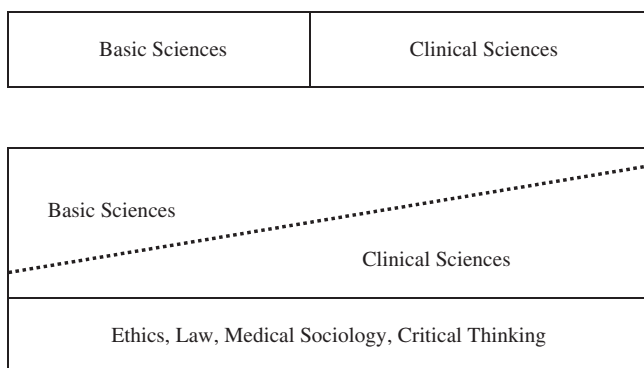 Basic Sciences
Clinical Sciences
Basic Sciences
Clinical Sciences
Ethics, Law, Medical Sociology, Critical Thinking